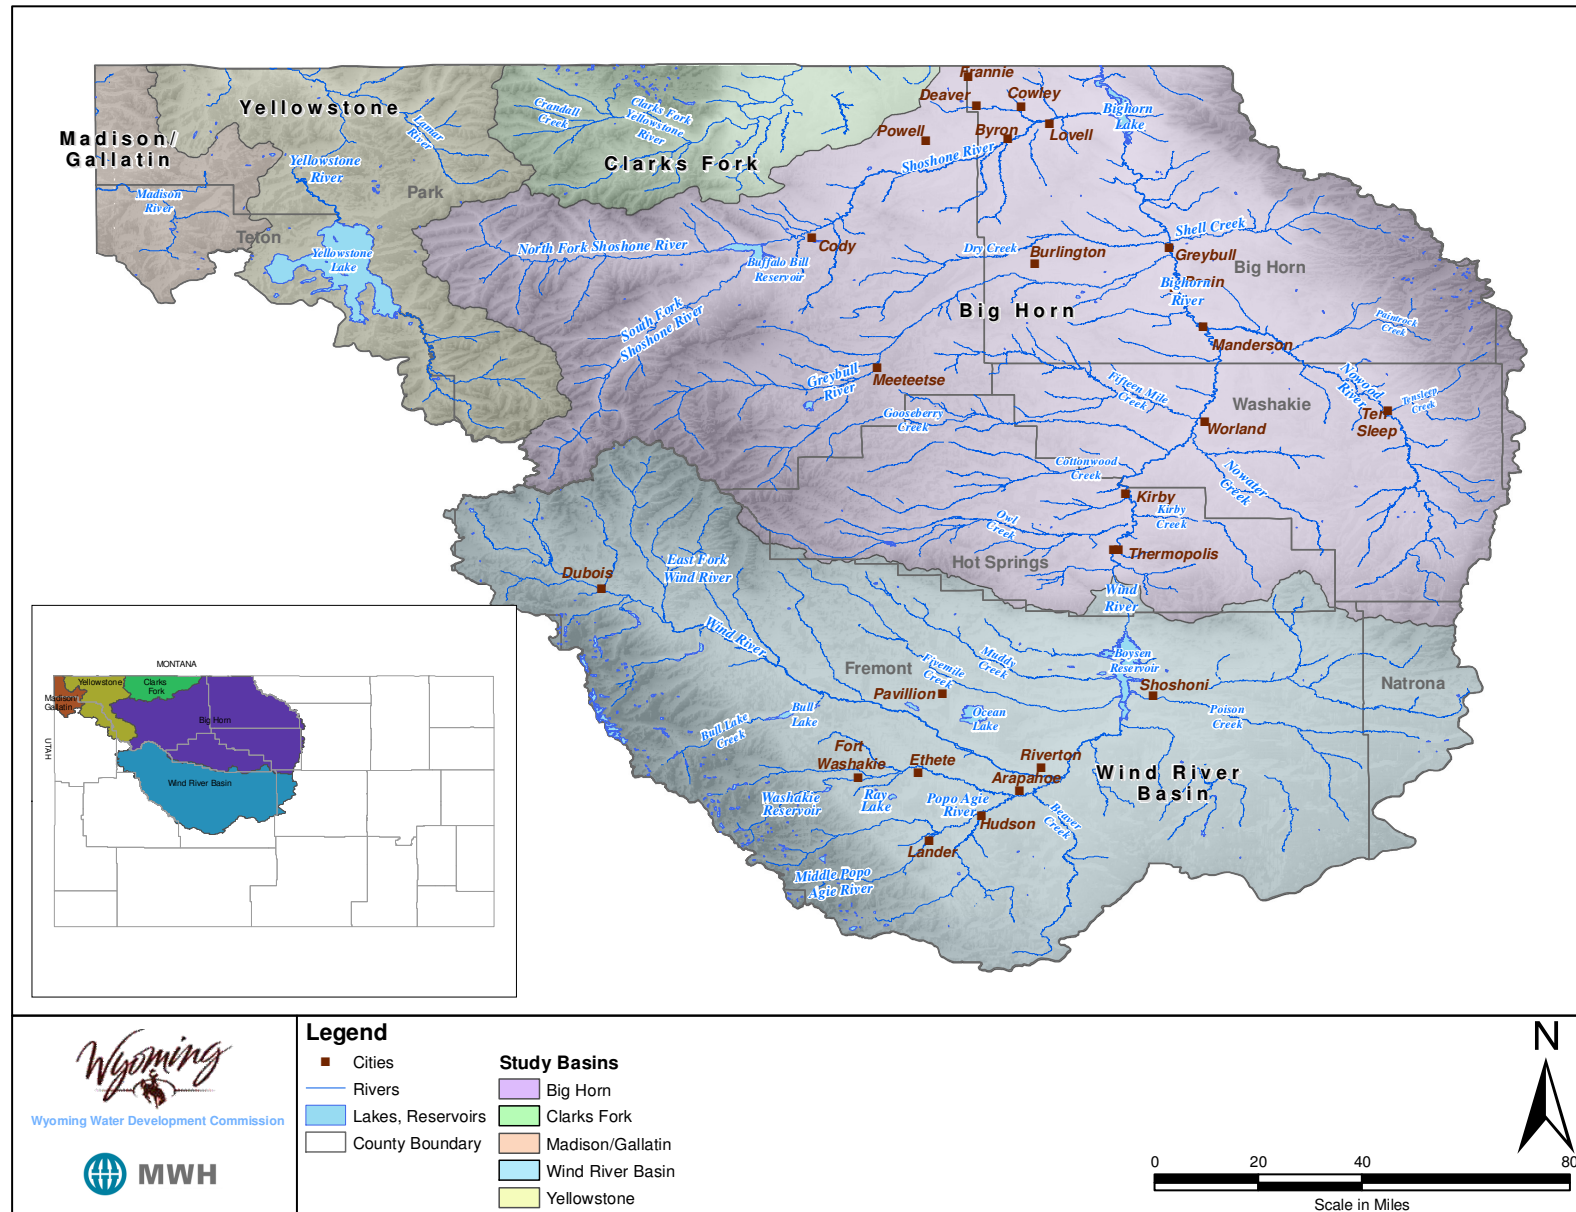 Frannie
Deaver
Cowley
Powell
Byron
Lovell
Bighorn
Lake
Yellowstone
Madison/
Gallatin
Crandall
Creek
Clarks Fork
Yellowstone
River
Lamar
River
Clarks Fork
Yellowstone
River
Madison
River
Park
Teton
Yellowstone
Lake
Shoshone River
North Fork Shoshone River
Cody
Buffalo Bill
Reservoir
Dry Creek
Burlington
Shell Creek
Greybull
Big Horn
Bighorn
River
Big Horn
South Fork
Shoshone River
Paintrock
Creek
Manderson
Greybull
River
Meeteetse
Fifteen Mile
Creek
Nowood
River
Tensleep
Creek
Washakie
Gooseberry
Creek
Worland
Ten
Sleep
Cottonwood
Creek
Nowater
Creek
Kirby
Kirby
Creek
Owl
Creek
Thermopolis
Hot Springs
Dubois
East Fork
Wind River
Wind
River
Wind River
Fremont
Fivemile
Creek
Muddy
Creek
Boysen
Reservoir
Shoshoni
Natrona
Pavillion
Poison
Creek
Bull
Lake
Ocean
Lake
Bull Lake
Creek
Fort
Washakie
Ethete
Riverton
Arapahoe
Wind River
Basin
Washakie
Reservoir
Ray
Lake
Popo Agie
River
Hudson
Beaver
Creek
Lander
Middle Popo
Agie River
MONTANA
Yellowstone
Clarks
Fork
Madison/
Gallatin
Big Horn
UTAH
Wind River Basin
Wyoming
Wyoming Water Development Commission
MWH
Legend
Cities
Rivers
Lakes, Reservoirs
County Boundary
Study Basins
Big Horn
Clarks Fork
Madison/Gallatin
Wind River Basin
Yellowstone
N
0 20 40 80
Scale in Miles